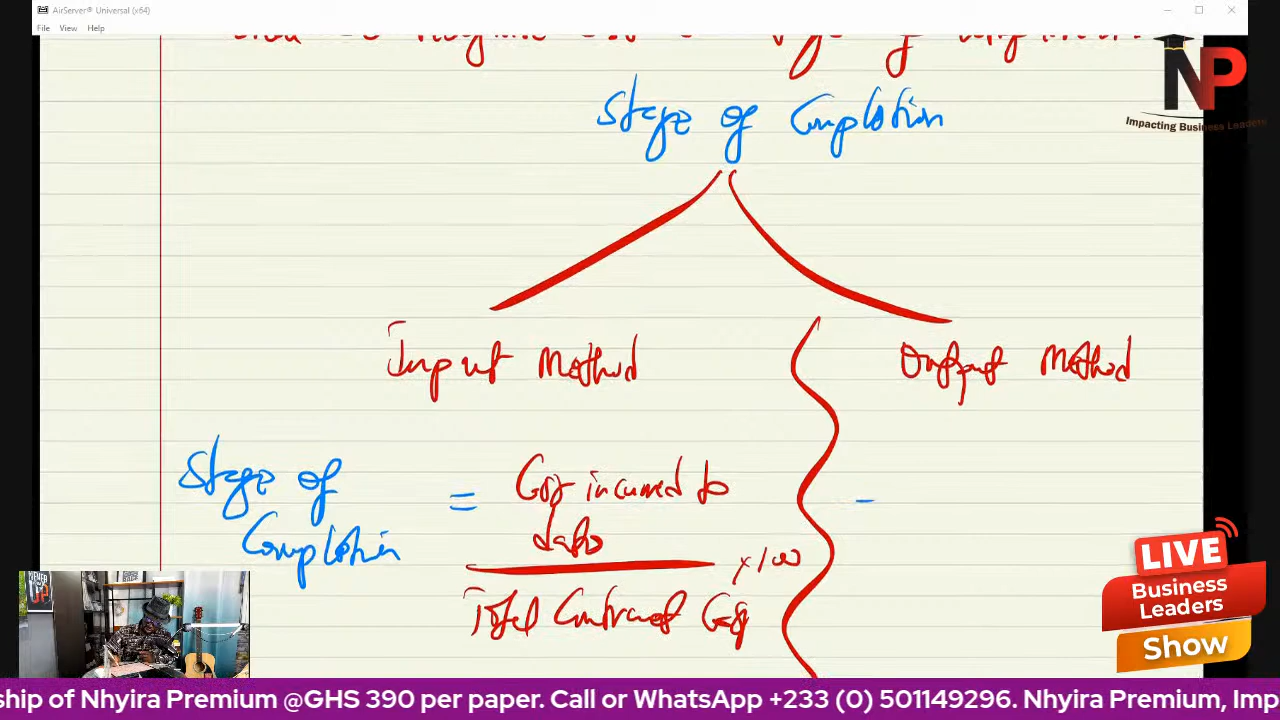 AirServer® Universal (x64)
File View Help
NP
Impacting Business Leaders
Stage of Completion
Input Method
Output Method
Stage of Completion
= Cost incurred to date
x100
Total Contract Cost
LIVE
Business
Leaders
Show
ship of Nhyira Premium @GHS 390 per paper. Call or WhatsApp +233 (0) 501149296. Nhyira Premium, Imp